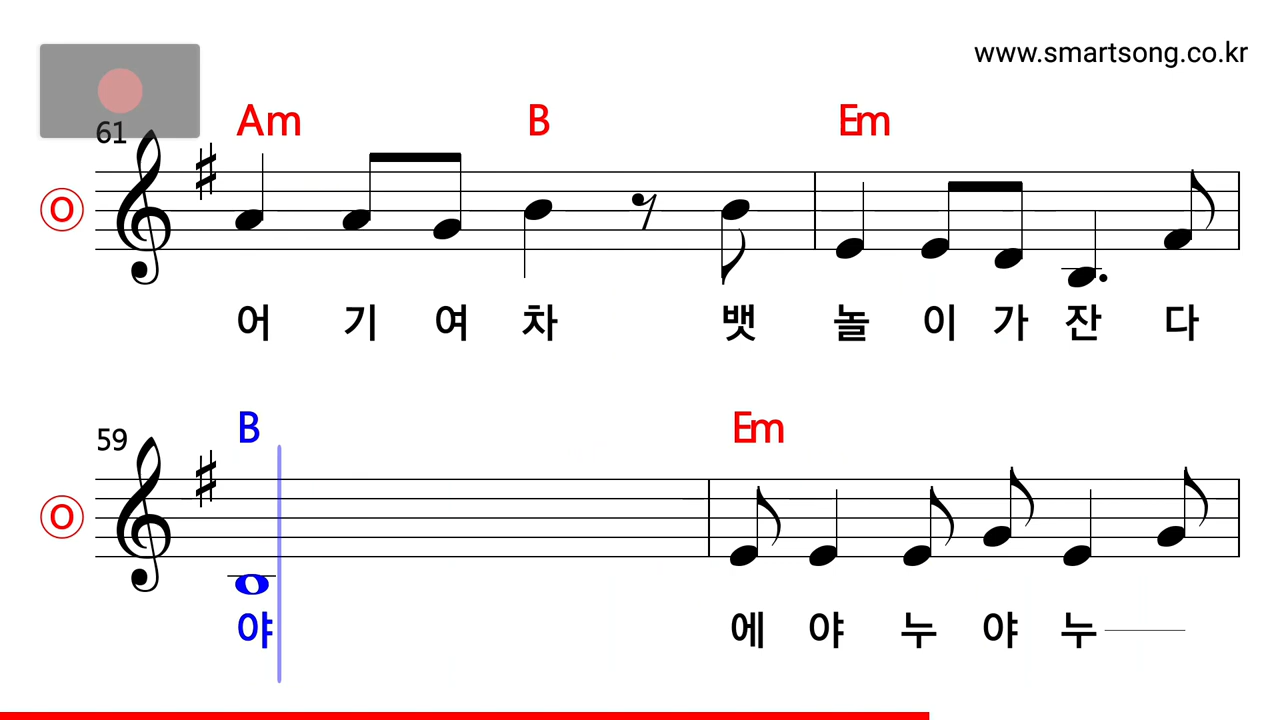 www.smartsong.co.kr
61 Am B Em
O
어 기 여 차 뱃 놀 이 가 잔 다
59 B Em
O
야 에 야 누 야 누